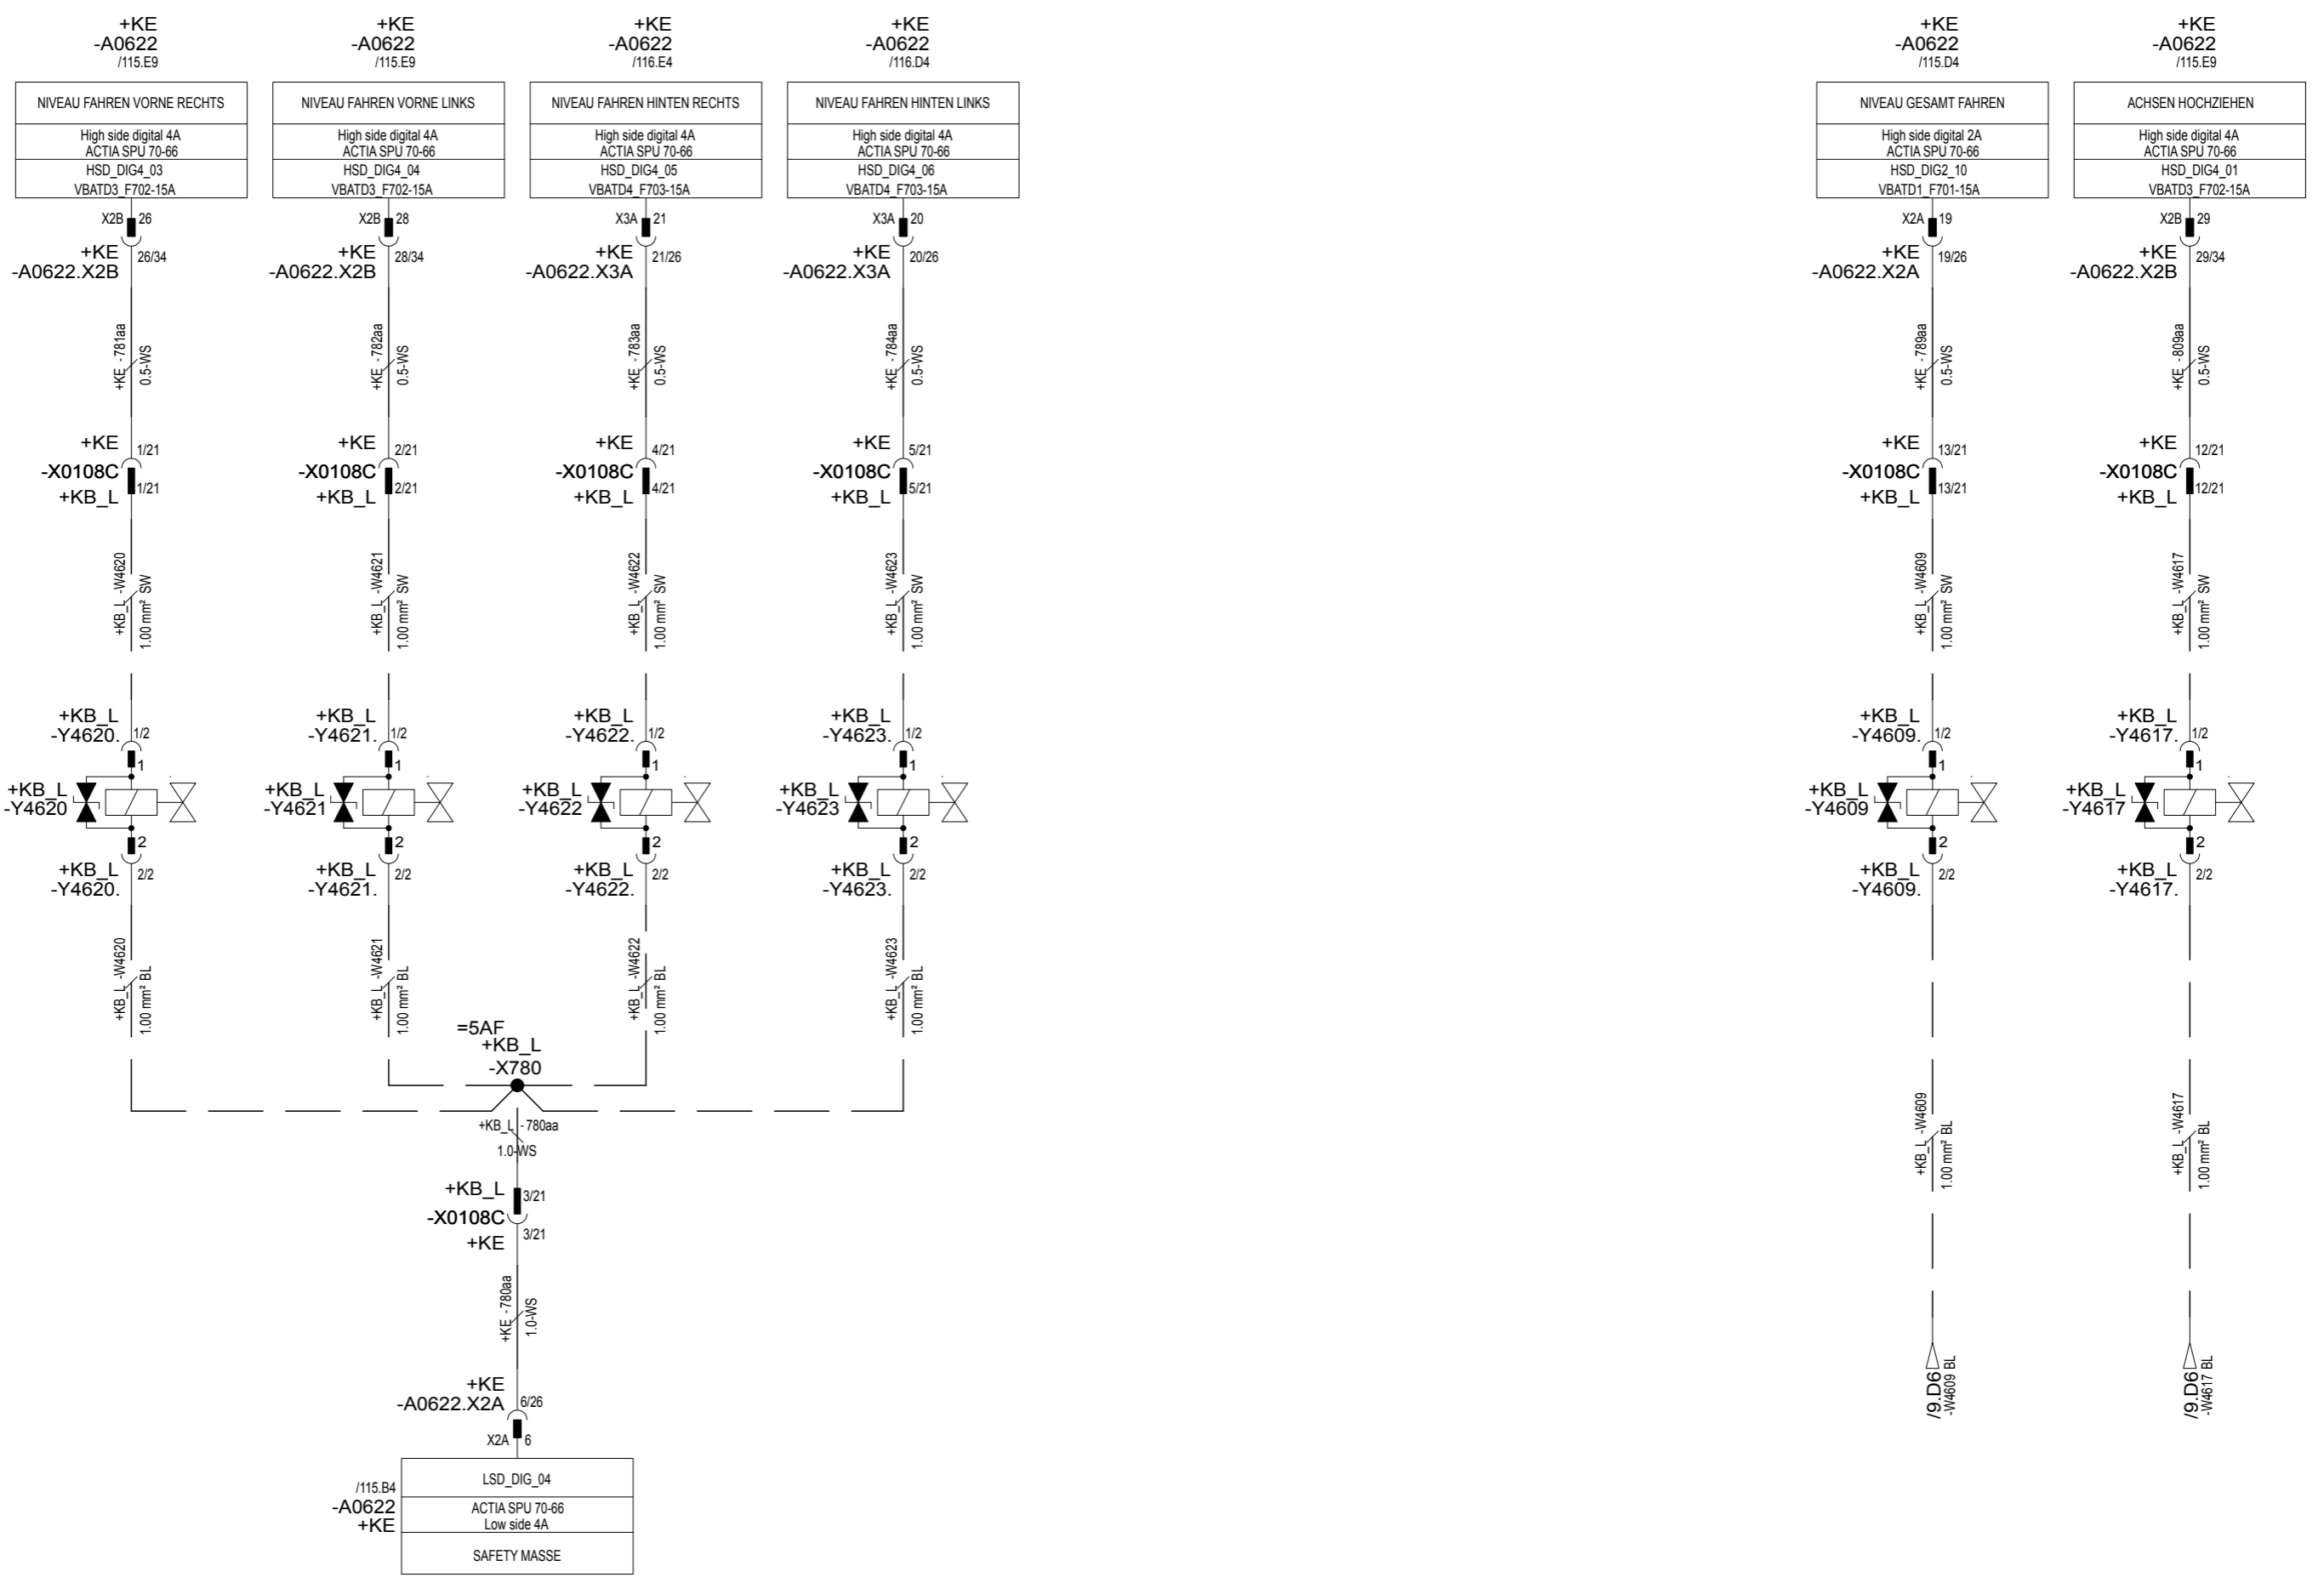 +KE
-A0622
/115.E9
NIVEAU FAHREN VORNE RECHTS
High side digital 4A
ACTIA SPU 70-66
HSD_DIG4_03
VBATD3_F702-15A
X2B 26
+KE 26/34
-A0622.X2B
+KE - 781aa
0.5-WS
+KE 1/21
-X0108C
1/21
+KB_L
+KB_L -W4620
1.00 mm² SW
+KB_L
-Y4620. 1/2
1
+KB_L
-Y4620
2
+KB_L 2/2
-Y4620.
+KB_L -W4620
1.00 mm² BL
+KE
-A0622
/115.E9
NIVEAU FAHREN VORNE LINKS
High side digital 4A
ACTIA SPU 70-66
HSD_DIG4_04
VBATD3_F702-15A
X2B 28
+KE 28/34
-A0622.X2B
+KE - 782aa
0.5-WS
+KE 2/21
-X0108C
2/21
+KB_L
+KB_L -W4621
1.00 mm² SW
+KB_L
-Y4621. 1/2
1
+KB_L
-Y4621
2
+KB_L 2/2
-Y4621.
+KB_L -W4621
1.00 mm² BL
+KE
-A0622
/116.E4
NIVEAU FAHREN HINTEN RECHTS
High side digital 4A
ACTIA SPU 70-66
HSD_DIG4_05
VBATD4_F703-15A
X3A 21
+KE 21/26
-A0622.X3A
+KE - 783aa
0.5-WS
+KE 4/21
-X0108C
4/21
+KB_L
+KB_L -W4622
1.00 mm² SW
+KB_L
-Y4622. 1/2
1
+KB_L
-Y4622
2
+KB_L 2/2
-Y4622.
+KB_L -W4622
1.00 mm² BL
+KE
-A0622
/116.D4
NIVEAU FAHREN HINTEN LINKS
High side digital 4A
ACTIA SPU 70-66
HSD_DIG4_06
VBATD4_F703-15A
X3A 20
+KE 20/26
-A0622.X3A
+KE - 784aa
0.5-WS
+KE 5/21
-X0108C
5/21
+KB_L
+KB_L -W4623
1.00 mm² SW
+KB_L
-Y4623. 1/2
1
+KB_L
-Y4623
2
+KB_L 2/2
-Y4623.
+KB_L -W4623
1.00 mm² BL
=5AF
+KB_L
-X780
+KB_L - 780aa
1.0-WS
+KB_L 3/21
-X0108C
3/21
+KE
+KE - 780aa
1.0-WS
+KE
-A0622.X2A 6/26
X2A 6
LSD_DIG_04
/115.B4
-A0622
+KE
ACTIA SPU 70-66
Low side 4A
SAFETY MASSE
+KE
-A0622
/115.D4
NIVEAU GESAMT FAHREN
High side digital 2A
ACTIA SPU 70-66
HSD_DIG2_10
VBATD1_F701-15A
X2A 19
+KE 19/26
-A0622.X2A
+KE - 789aa
0.5-WS
+KE 13/21
-X0108C
13/21
+KB_L
+KB_L -W4609
1.00 mm² SW
+KB_L
-Y4609. 1/2
1
+KB_L
-Y4609
2
+KB_L 2/2
-Y4609.
+KB_L -W4609
1.00 mm² BL
/9.D6
-W4609 BL
+KE
-A0622
/115.E9
ACHSEN HOCHZIEHEN
High side digital 4A
ACTIA SPU 70-66
HSD_DIG4_01
VBATD3_F702-15A
X2B 29
+KE 29/34
-A0622.X2B
+KE - 809aa
0.5-WS
+KE 12/21
-X0108C
12/21
+KB_L
+KB_L -W4617
1.00 mm² SW
+KB_L
-Y4617. 1/2
1
+KB_L
-Y4617
2
+KB_L 2/2
-Y4617.
+KB_L -W4617
1.00 mm² BL
/9.D6
-W4617 BL